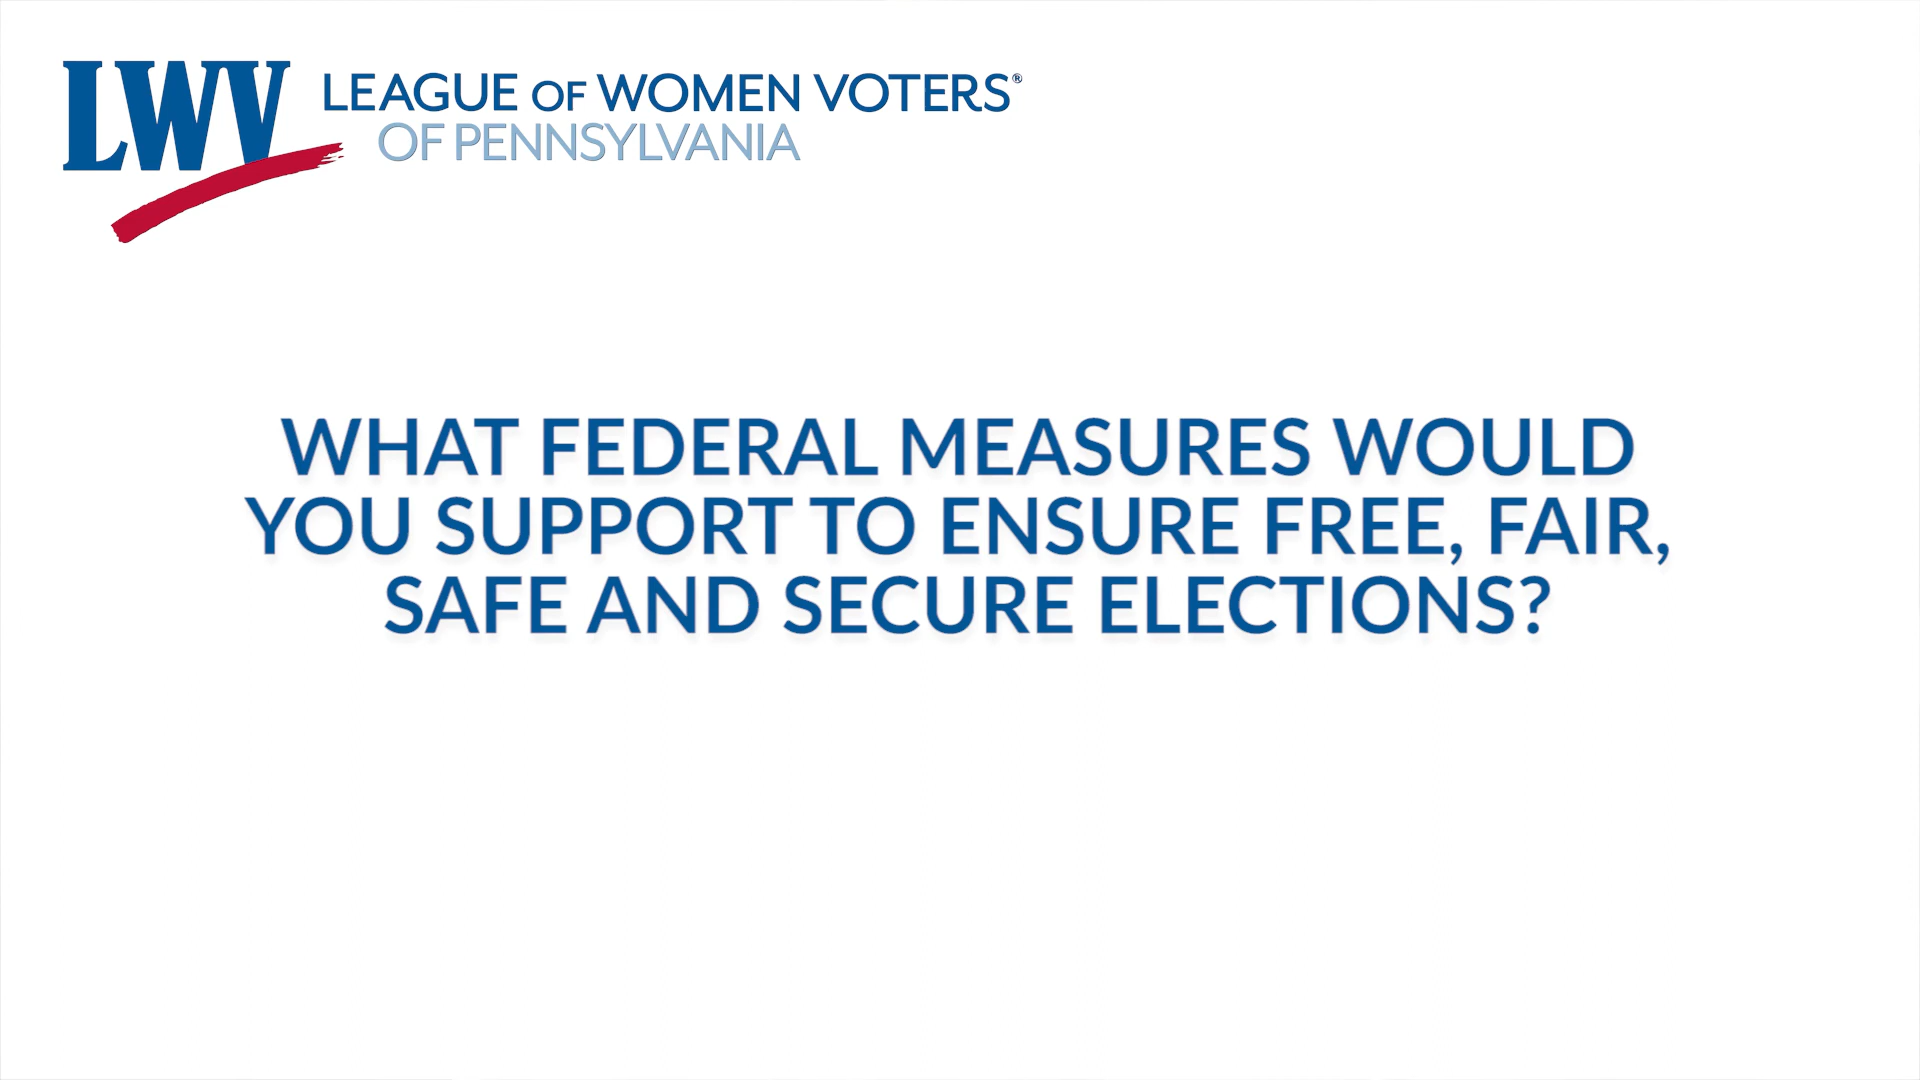 LWV
LEAGUE OF WOMEN VOTERS®
OF PENNSYLVANIA
WHAT FEDERAL MEASURES WOULD
YOU SUPPORT TO ENSURE FREE, FAIR,
SAFE AND SECURE ELECTIONS?